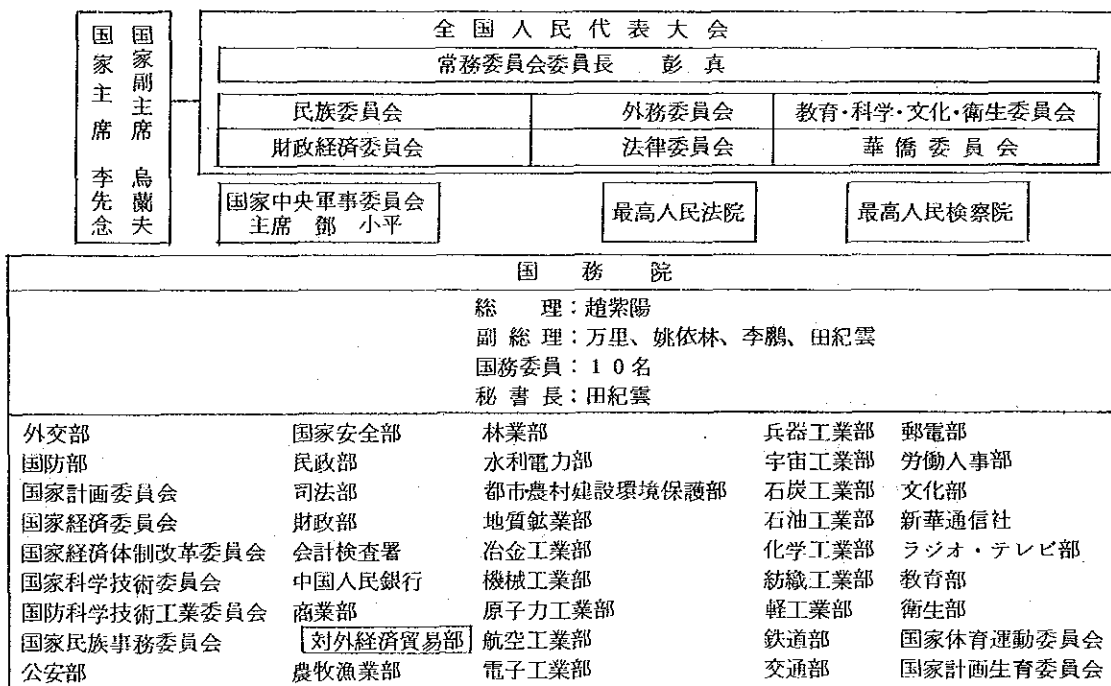 国家主席 李先念
国家副主席 烏蘭夫
全国人民代表大会
常務委員会委員長 彭真
民族委員会 外務委員会 教育・科学・文化・衛生委員会
財政経済委員会 法律委員会 華僑委員会
国家中央軍事委員会
主席 鄧 小平
最高人民法院
最高人民検察院
国務院
総理：趙紫陽
副総理：万里、姚依林、李鵬、田紀雲
国務委員：10名
秘書長：田紀雲
外交部 国家安全部 林業部 兵器工業部 郵電部
国防部 民政部 水利電力部 宇宙工業部 労働人事部
国家計画委員会 司法部 都市農村建設環境保護部 石炭工業部 文化部
国家経済委員会 財政部 地質鉱業部 石油工業部 新華通信社
国家経済体制改革委員会 会計検査署 冶金工業部 化学工業部 ラジオ・テレビ部
国家科学技術委員会 中国人民銀行 機械工業部 紡織工業部 教育部
国防科学技術工業委員会 商業部 原子力工業部 軽工業部 衛生部
国家民族事務委員会 対外経済貿易部 航空工業部 鉄道部 国家体育運動委員会
公安部 農牧漁業部 電子工業部 交通部 国家計画生育委員会